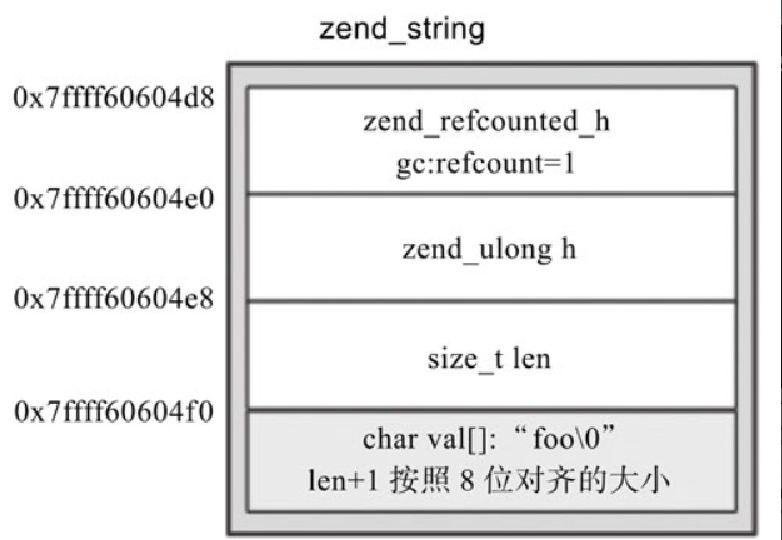 zend_string
0x7ffff60604d8
zend_refcounted_h
gc:refcount=1
0x7ffff60604e0
zend_ulong h
0x7ffff60604e8
size_t len
0x7ffff60604f0
char val[]:“foo\0”
len+1 按照 8 位对齐的大小